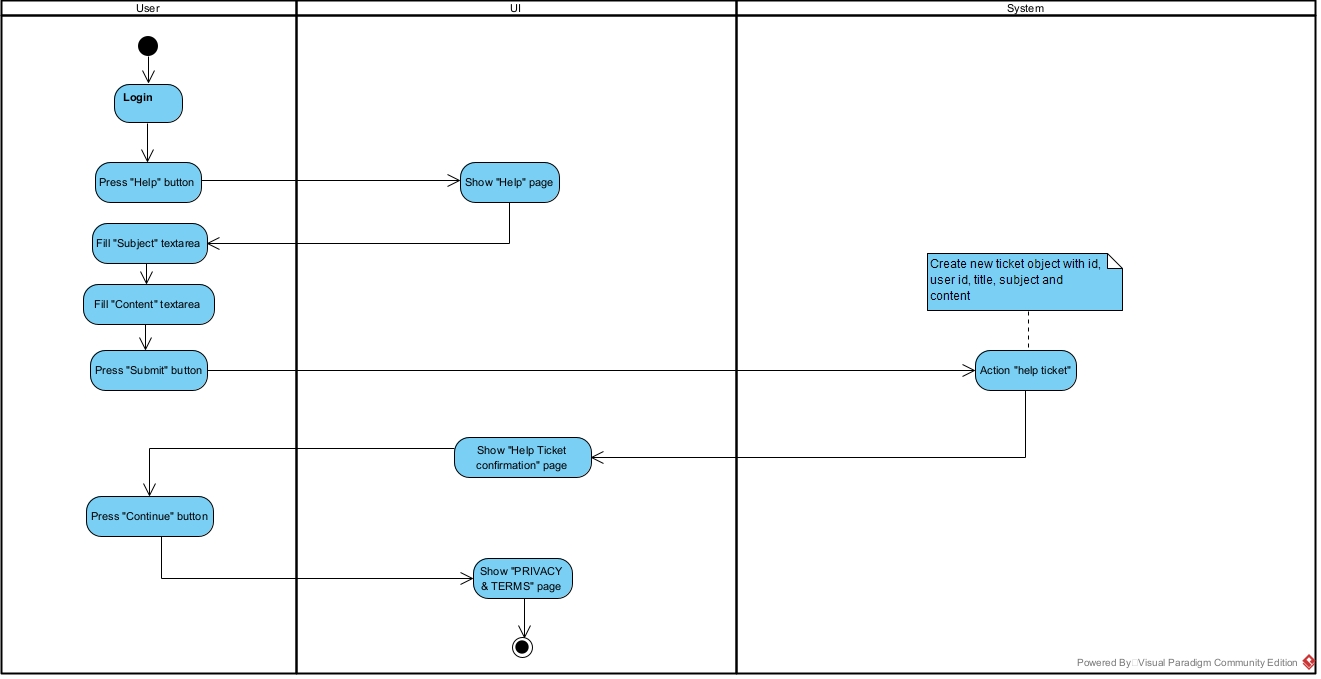 User
UI
System
Login
Press "Help" button
Show "Help" page
Fill "Subject" textarea
Create new ticket object with id,
user id, title, subject and
content
Fill "Content" textarea
Press "Submit" button
Action "help ticket"
Show "Help Ticket
confirmation" page
Press "Continue" button
Show "PRIVACY
& TERMS" page
Powered By Visual Paradigm Community Edition